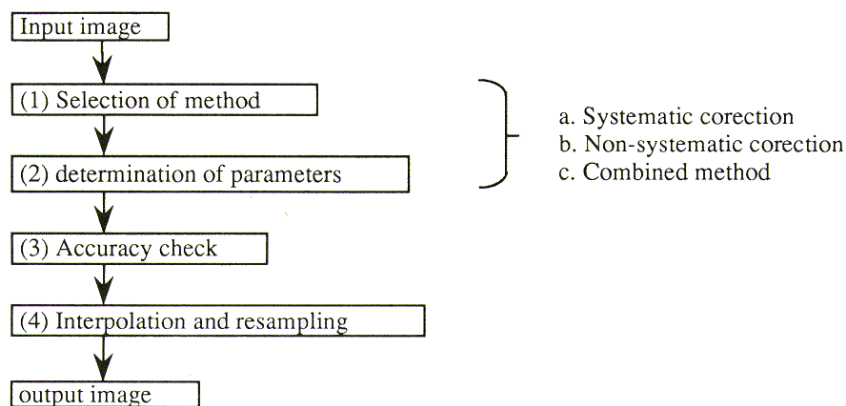 Input image
(1) Selection of method
(2) determination of parameters
(3) Accuracy check
(4) Interpolation and resampling
output image
a. Systematic corection
b. Non-systematic corection
c. Combined method